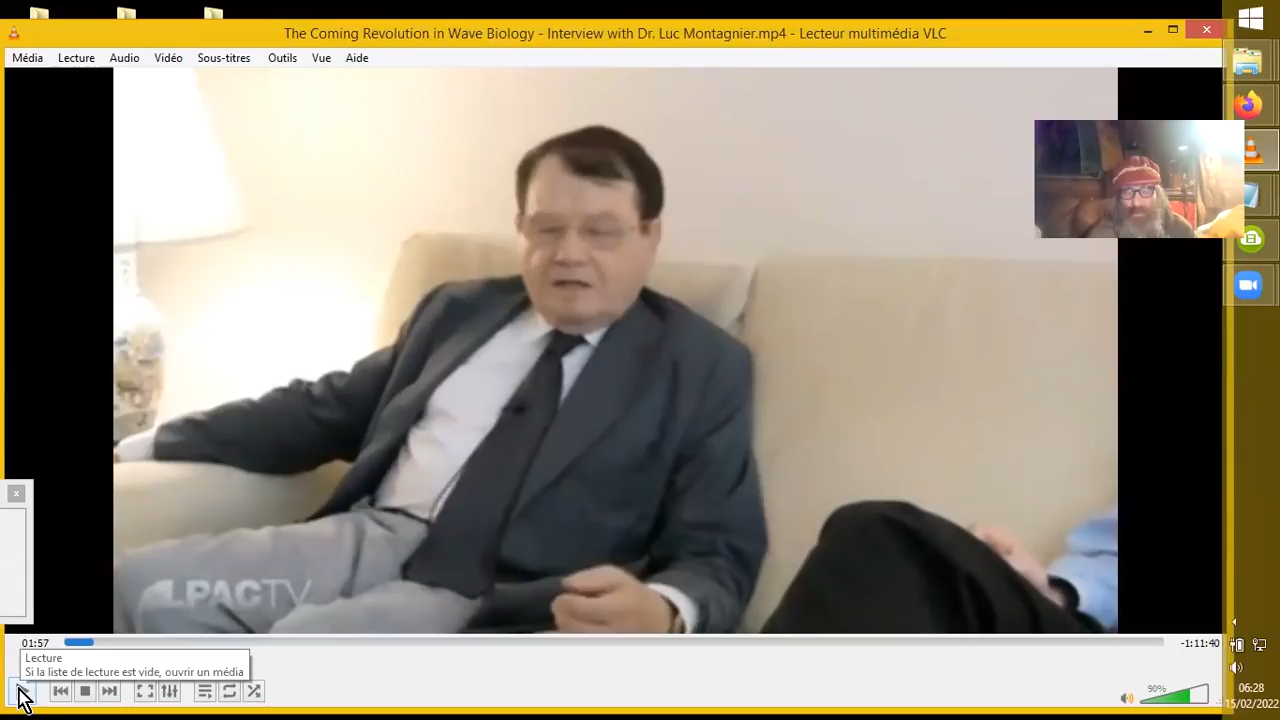 The Coming Revolution in Wave Biology - Interview with Dr. Luc Montagnier.mp4 - Lecteur multimédia VLC
Média Lecture Audio Vidéo Sous-titres Outils Vue Aide
LPACTV
01:57
-1:11:40
Lecture
Si la liste de lecture est vide, ouvrir un média
90%
06:28
15/02/2022